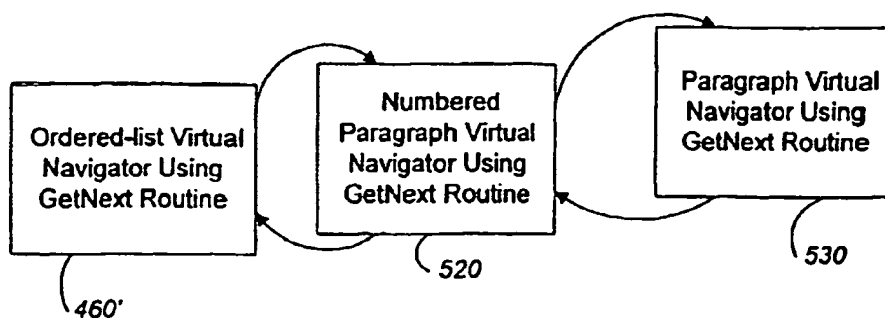 Ordered-list Virtual
Navigator Using
GetNext Routine
460'
Numbered
Paragraph Virtual
Navigator Using
GetNext Routine
520
Paragraph Virtual
Navigator Using
GetNext Routine
530